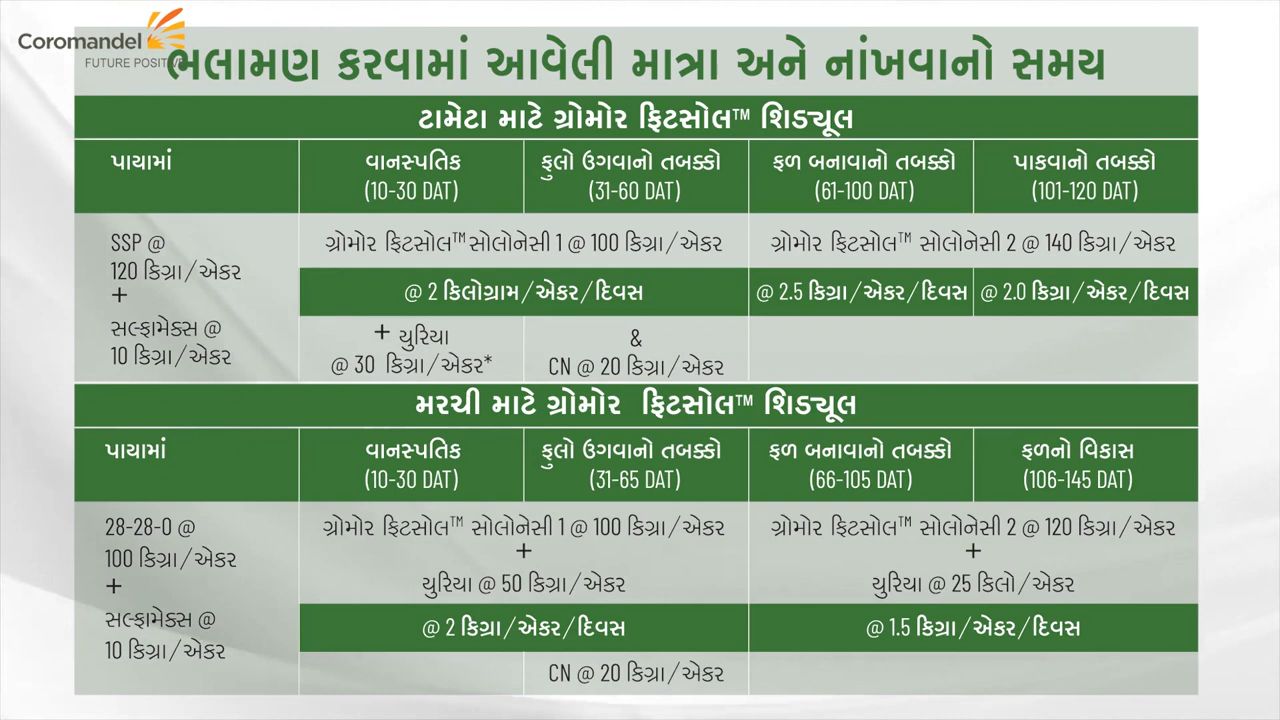 Coromandel
FUTURE POSITIVE
ભલામણ કરવામાં આવેલી માત્રા અને નાંખવાનો સમય
ટામેટા માટે ગ્રોમોર ફિટસોલ™ શિડ્યૂલ
પાયામાં
વાનસ્પતિક
(10-30 DAT)
ફુલો ઉગવાનો તબક્કો
(31-60 DAT)
ફળ બનાવાનો તબક્કો
(61-100 DAT)
પાકવાનો તબક્કો
(101-120 DAT)
SSP @
120 કિગ્રા/એકર
+
સલ્ફામેક્સ @
10 કિગ્રા/એકર
ગ્રોમોર ફિટસોલ™ સોલોનેસી 1 @ 100 કિગ્રા/એકર
ગ્રોમોર ફિટસોલ™ સોલોનેસી 2 @ 140 કિગ્રા/એકર
@ 2 કિલોગ્રામ/એકર/દિવસ
@ 2.5 કિગ્રા/એકર/દિવસ
@ 2.0 કિગ્રા/એકર/દિવસ
+ યુરિયા
@ 30 કિગ્રા/એકર*
&
CN @ 20 કિગ્રા/એકર
મરચી માટે ગ્રોમોર ફિટસોલ™ શિડ્યૂલ
પાયામાં
વાનસ્પતિક
(10-30 DAT)
ફુલો ઉગવાનો તબક્કો
(31-65 DAT)
ફળ બનાવાનો તબક્કો
(66-105 DAT)
ફળનો વિકાસ
(106-145 DAT)
28-28-0 @
100 કિગ્રા/એકર
+
સલ્ફામેક્સ @
10 કિગ્રા/એકર
ગ્રોમોર ફિટસોલ™ સોલોનેસી 1 @ 100 કિગ્રા/એકર
+
યુરિયા @ 50 કિગ્રા/એકર
ગ્રોમોર ફિટસોલ™ સોલોનેસી 2 @ 120 કિગ્રા/એકર
+
યુરિયા @ 25 કિલો/એકર
@ 2 કિગ્રા/એકર/દિવસ
@ 1.5 કિગ્રા/એકર/દિવસ
CN @ 20 કિગ્રા/એકર